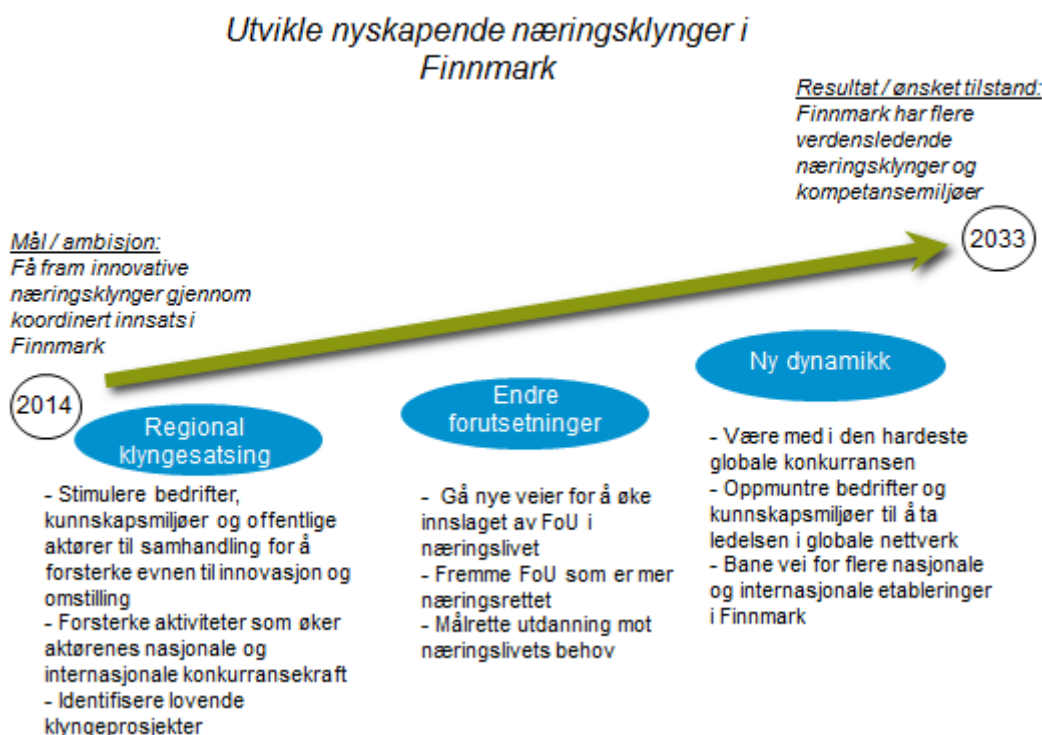 Utvikle nyskapende næringsklynger i
Finnmark
Resultat / ønsket tilstand:
Finnmark har flere
verdensledende
næringsklynger og
kompetansemiljøer
2033
Mål / ambisjon:
Få fram innovative
næringsklynger gjennom
koordinert innsats i
Finnmark
2014
Regional
klyngesatsing
- Stimulere bedrifter,
kunnskapsmiljøer og offentlige
aktører til samhandling for å
forsterke evnen til innovasjon og
omstilling
- Forsterke aktiviteter som øker
aktørenes nasjonale og
internasjonale konkurransekraft
- Identifisere lovende
klyngeprosjekter
Endre
forutsetninger
- Gå nye veier for å øke
innslaget av FoU i
næringslivet
- Fremme FoU som er mer
næringsrettet
- Målrette utdanning mot
næringslivets behov
Ny dynamikk
- Være med i den hardeste
globale konkurransen
- Oppmuntre bedrifter og
kunnskapsmiljøer til å ta
ledelsen i globale nettverk
- Bane vei for flere nasjonale
og internasjonale etableringer
i Finnmark